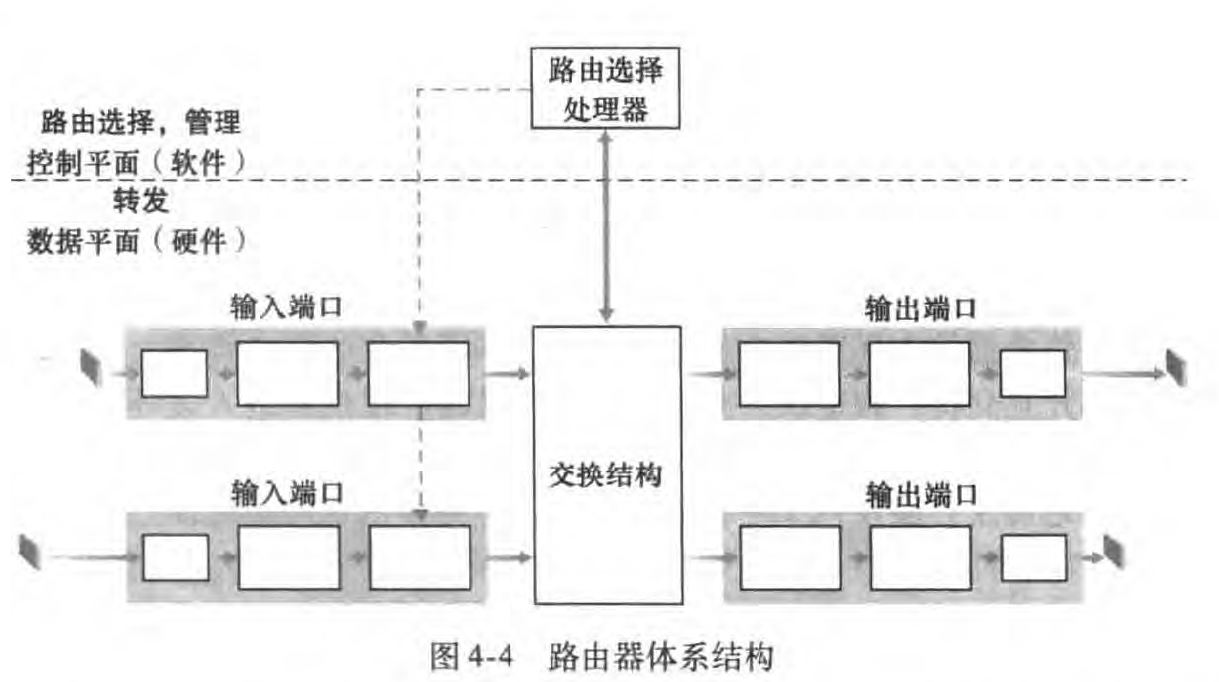 路由选择
处理器
路由选择，管理
控制平面（软件）
转发
数据平面（硬件）
输入端口
输出端口
交换结构
输入端口
输出端口
图 4-4 路由器体系结构